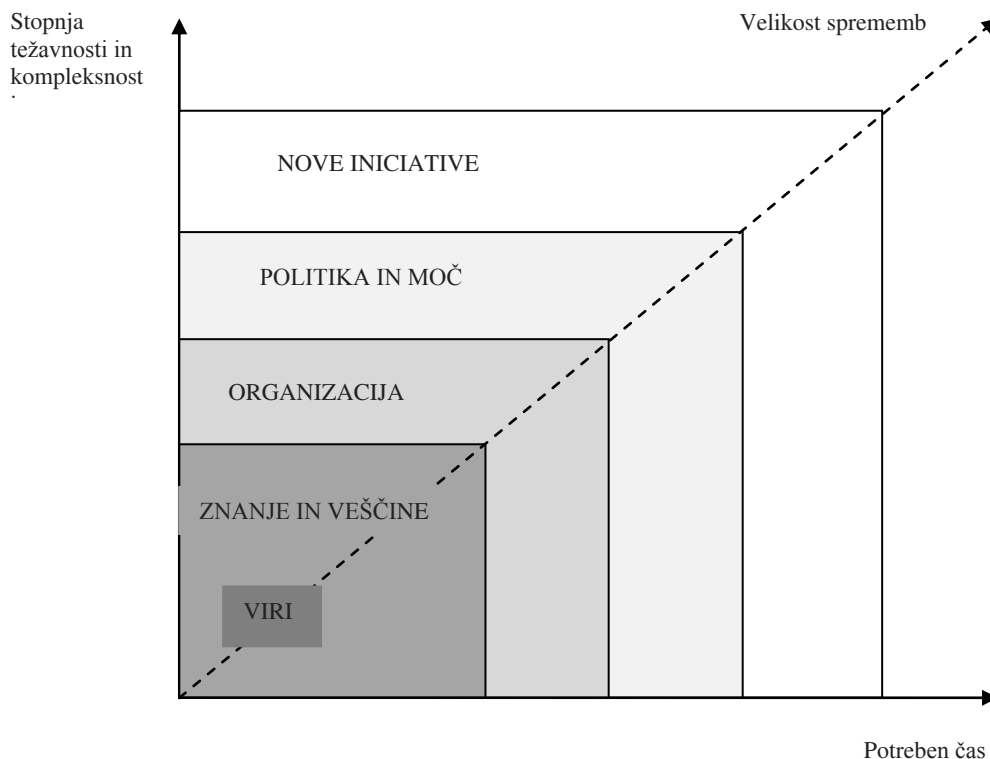 Stopnja
težavnosti in
kompleksnost
Velikost sprememb
NOVE INICIATIVE
POLITIKA IN MOČ
ORGANIZACIJA
ZNANJE IN VEŠČINE
VIRI
Potreben čas